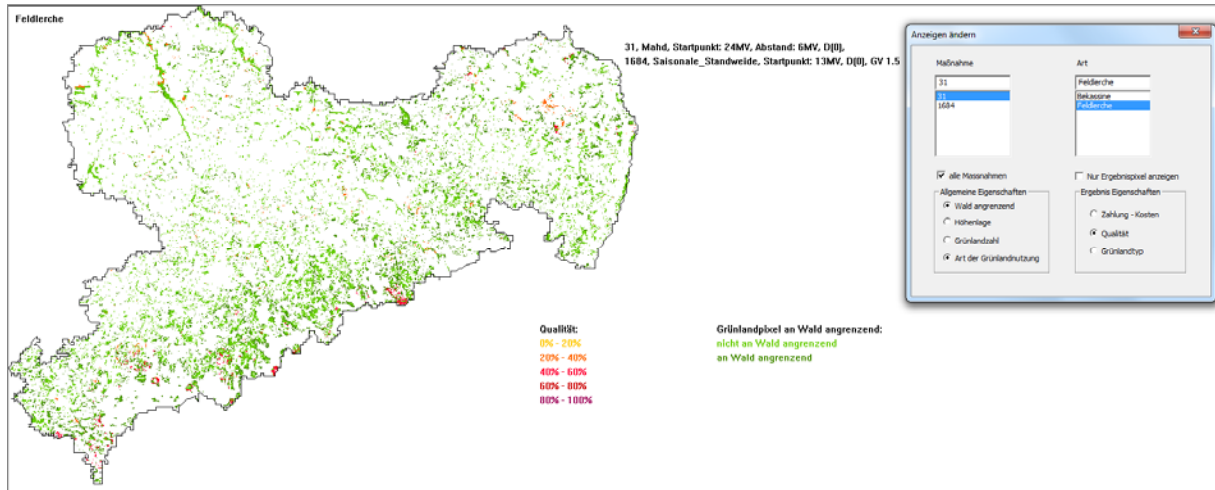 Feldlerche
31, Mahd, Startpunkt: 24MV, Abstand: 6MV, D[0],
1684, Saisonale_Standweide, Startpunkt: 13MV, D[0], GV 1.5
Qualität:
0% - 20%
20% - 40%
40% - 60%
60% - 80%
80% - 100%
Grünlandpixel an Wald angrenzend:
nicht an Wald angrenzend
an Wald angrenzend
Anzeigen ändern
Maßnahme
31
31
1684
alle Massnahmen
Allgemeine Eigenschaften
Wald angrenzend
Höhenlage
Grünlandzahl
Art der Grünlandnutzung
Art
Feldlerche
Bekassine
Feldlerche
Nur Ergebnispixel anzeigen
Ergebnis Eigenschaften
Zahlung - Kosten
Qualität
Grünlandtyp